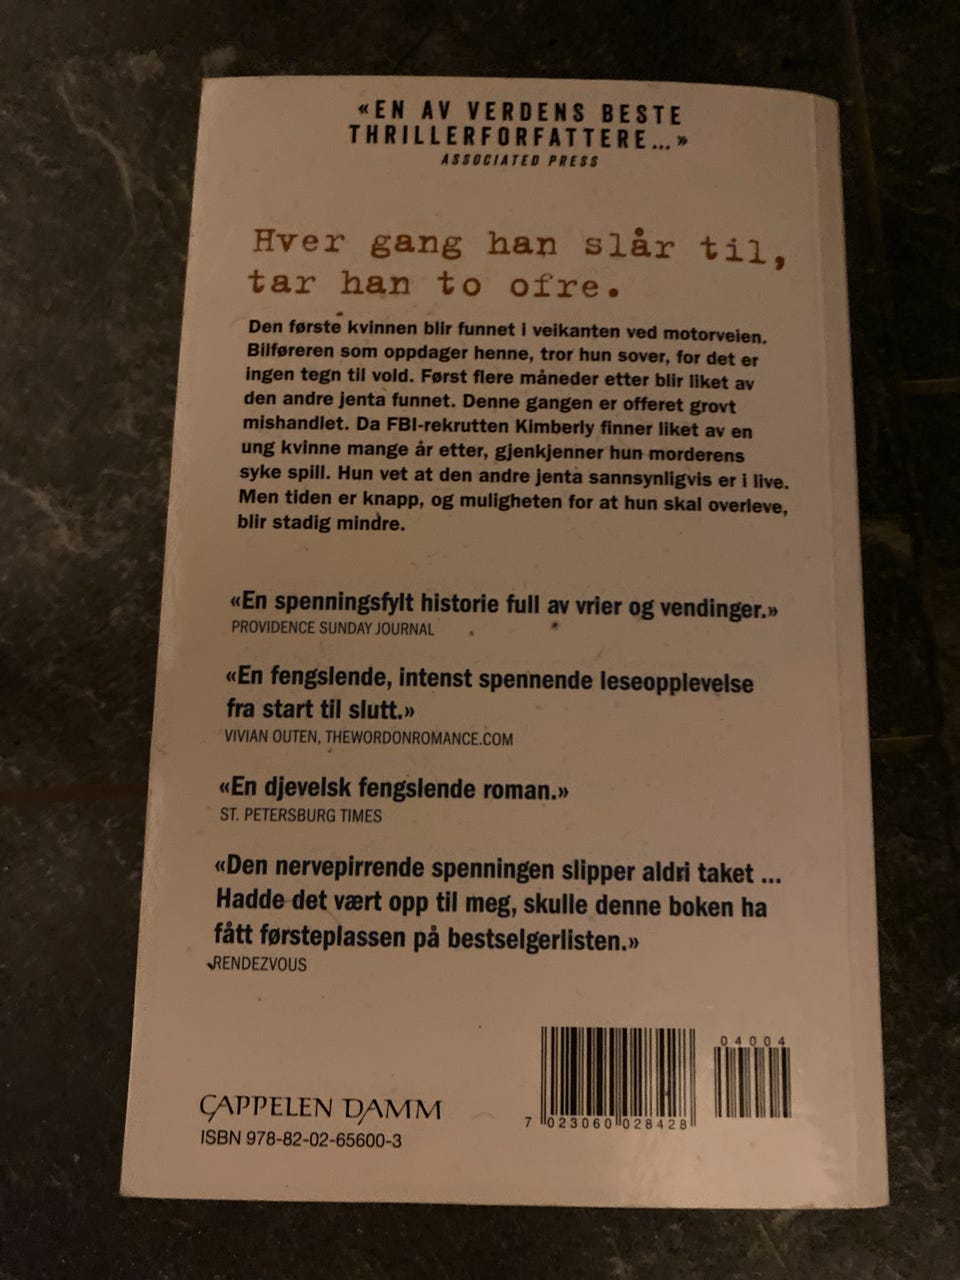 «EN AV VERDENS BESTE
THRILLERFORFATTERE...»
ASSOCIATED PRESS
Hver gang han slår til,
tar han to ofre.
Den første kvinnen blir funnet i veikanten ved motorveien.
Bilføreren som oppdager henne, tror hun sover, for det er
ingen tegn til vold. Først flere måneder etter blir liket av
den andre jenta funnet. Denne gangen er offeret grovt
mishandlet. Da FBI-rekrutten Kimberly finner liket av en
ung kvinne mange år etter, gjenkjenner hun morderens
syke spill. Hun vet at den andre jenta sannsynligvis er i live.
Men tiden er knapp, og muligheten for at hun skal overleve,
blir stadig mindre.
«En spenningsfylt historie full av vrier og vendinger.»
PROVIDENCE SUNDAY JOURNAL
«En fengslende, intenst spennende leseopplevelse
fra start til slutt.»
VIVIAN OUTEN, THEWORDONROMANCE.COM
«En djevelsk fengslende roman.»
ST. PETERSBURG TIMES
«Den nervepirrende spenningen slipper aldri taket ...
Hadde det vært opp til meg, skulle denne boken ha
fått førsteplassen på bestselgerlisten.»
RENDEZVOUS
04004
7 023060 028428
CAPPELEN DAMM
ISBN 978-82-02-65600-3